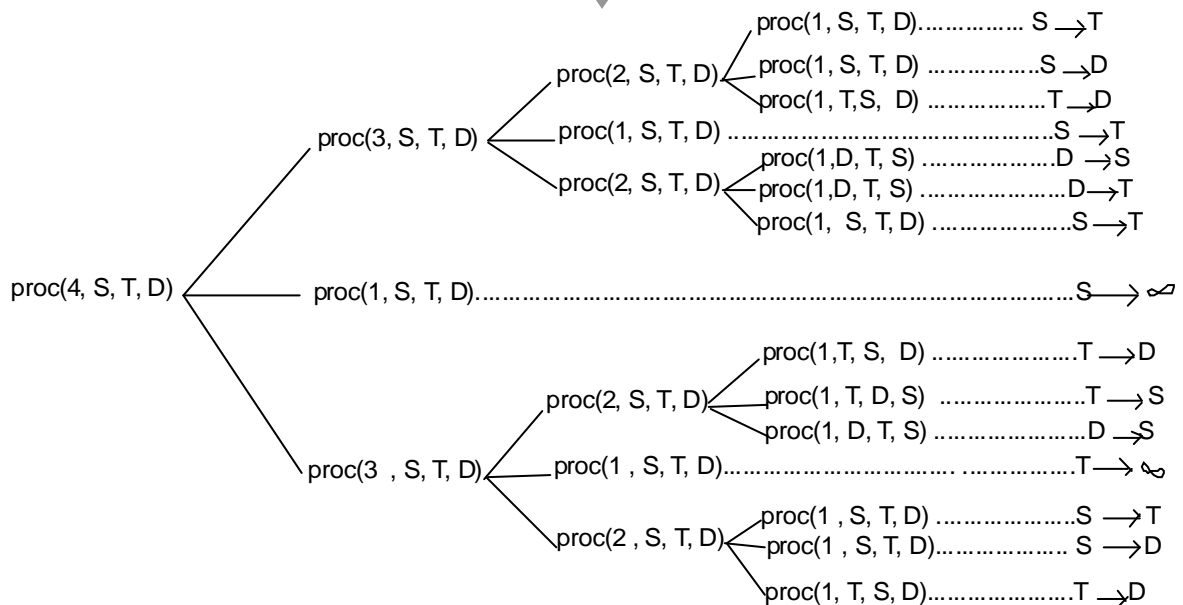 proc(1, S, T, D)............... S → T
proc(2, S, T, D)
proc(1, S, T, D) .................S → D
proc(1, T,S, D) ..................T → D
proc(3, S, T, D)
proc(1, S, T, D) ...................................................S → T
proc(1,D, T, S) .....................D → S
proc(2, S, T, D)
proc(1,D, T, S) .......................D → T
proc(1, S, T, D) ......................S → T
proc(4, S, T, D)
proc(1, S, T, D)..........................................................................................S →
proc(1,T, S, D) ......................T → D
proc(2, S, T, D)
proc(1, T, D, S) ......................T → S
proc(1, D, T, S) .......................D → S
proc(3 , S, T, D)
proc(1 , S, T, D)................................... .................T →
proc(1 , S, T, D) .....................S → T
proc(2 , S, T, D)
proc(1 , S, T, D).................... S → D
proc(1, T, S, D)......................T → D